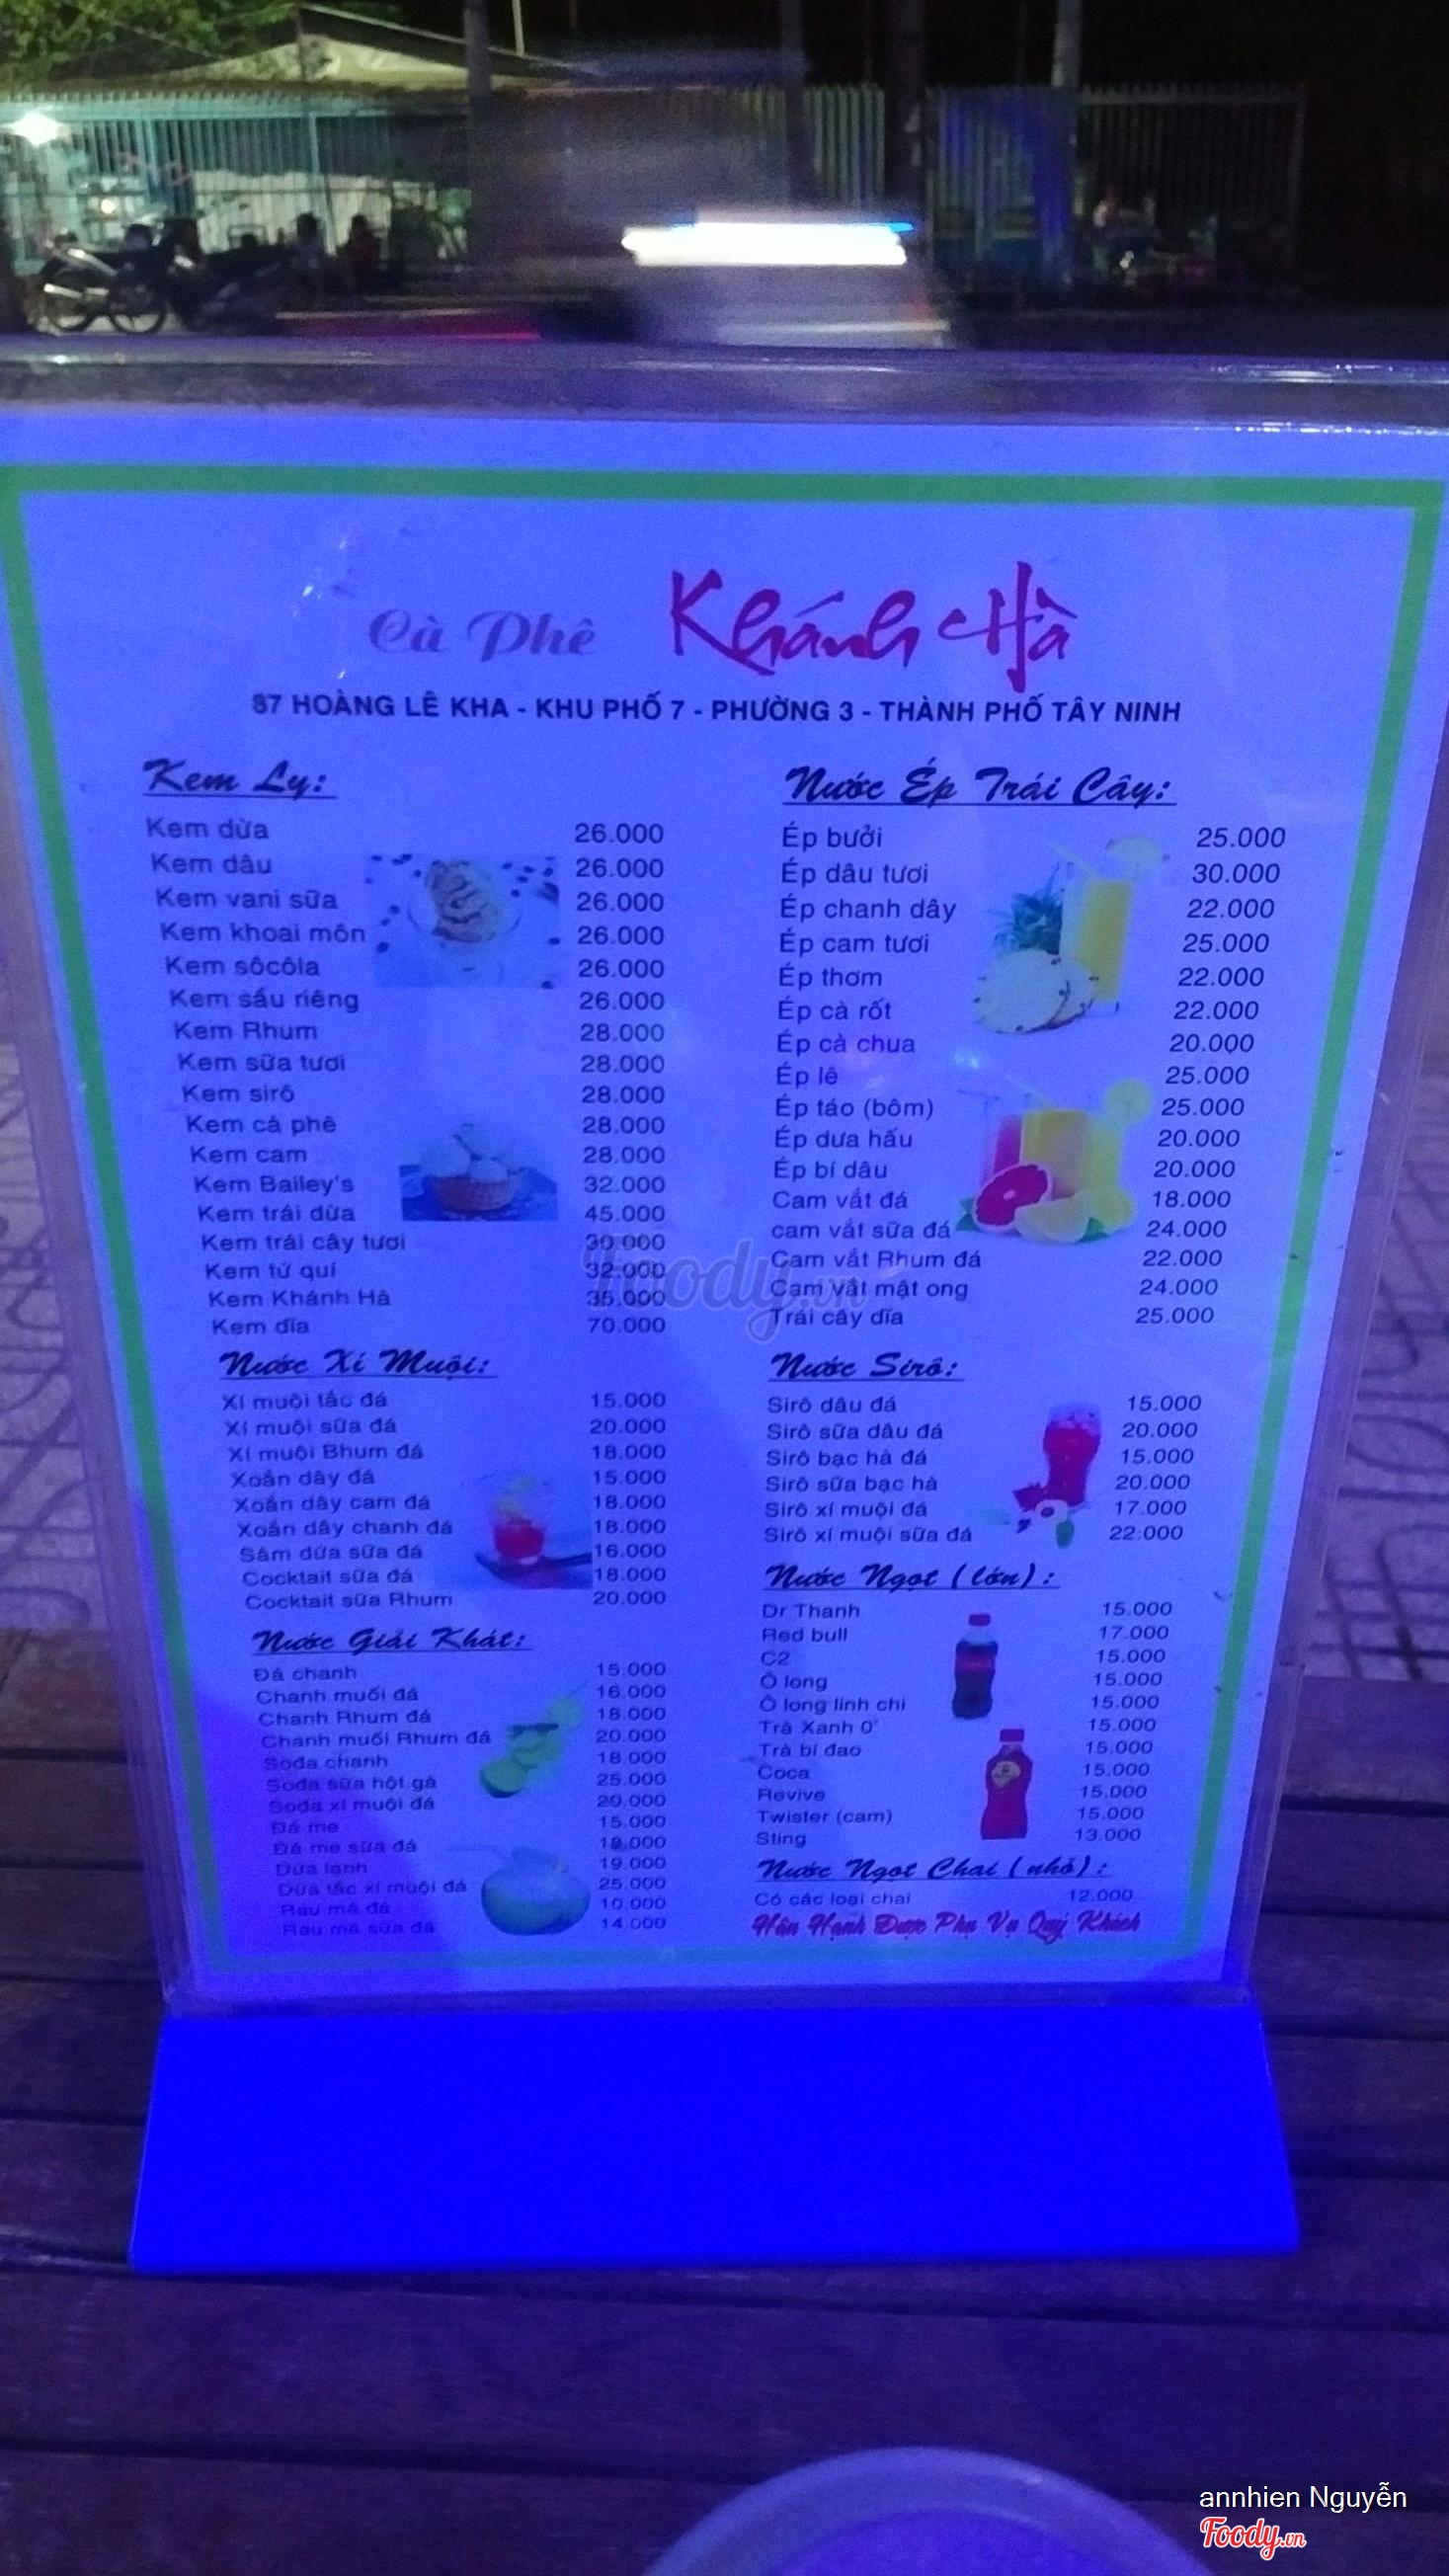 Cà Phê Khánh Hà
87 HOÀNG LÊ KHA - KHU PHỐ 7 - PHƯỜNG 3 - THÀNH PHỐ TÂY NINH
Kem Ly:
Kem dừa 26.000
Kem dâu 26.000
Kem vani sữa 26.000
Kem khoai môn 26.000
Kem sôcôla 26.000
Kem sầu riêng 26.000
Kem Rhum 28.000
Kem sữa tươi 28.000
Kem sirô 28.000
Kem cà phê 28.000
Kem cam 28.000
Kem Bailey's 32.000
Kem trái dừa 45.000
Kem trái cây tươi 30.000
Kem tứ quí 32.000
Kem Khánh Hà 35.000
Kem dĩa 70.000
Nước Xí Muội:
Xí muội tắc đá 15.000
Xí muội sữa đá 20.000
Xí muội Bhum đá 18.000
Xoắn dây đá 15.000
Xoắn dây cam đá 18.000
Xoắn dây chanh đá 18.000
Sâm dứa sữa đá 16.000
Cocktait sữa đá 18.000
Cocktait sữa Rhum 20.000
Nước Giải Khát:
Đá chanh 15.000
Chanh muối đá 16.000
Chanh Rhum đá 18.000
Chanh muối Rhum đá 20.000
Soda chanh 18.000
Soda sữa hột gà 25.000
Soda xí muội đá 20.000
Đá me 15.000
Đá me sữa đá 18.000
Dừa lạnh 19.000
Dừa tắc xí muội đá 25.000
Rau má đá 10.000
Rau má sữa đá 14.000
Nước Ép Trái Cây:
Ép bưởi 25.000
Ép dâu tươi 30.000
Ép chanh dây 22.000
Ép cam tươi 25.000
Ép thơm 22.000
Ép cà rốt 22.000
Ép cà chua 20.000
Ép lê 25.000
Ép táo (bôm) 25.000
Ép dưa hấu 20.000
Ép bí dâu 20.000
Cam vắt đá 18.000
cam vắt sữa đá 24.000
Cam vắt Rhum đá 22.000
Cam vắt mật ong 24.000
Trái cây dĩa 25.000
Nước Sirô:
Sirô dâu đá 15.000
Sirô sữa dâu đá 20.000
Sirô bạc hà đá 15.000
Sirô sữa bạc hà 20.000
Sirô xí muội đá 17.000
Sirô xí muội sữa đá 22.000
Nước Ngọt (lớn):
Dr Thanh 15.000
Red bull 17.000
C2 15.000
Ô long 15.000
Ô long linh chi 15.000
Trà Xanh 0° 15.000
Trà bí đao 15.000
Coca 15.000
Revive 15.000
Twister (cam) 15.000
Sting 13.000
Nước Ngọt Chai (nhỏ):
Có các loại chai 12.000
Hân Hạnh Được Phục Vụ Quý Khách
Foody.vn
annhien Nguyễn
Foody.vn